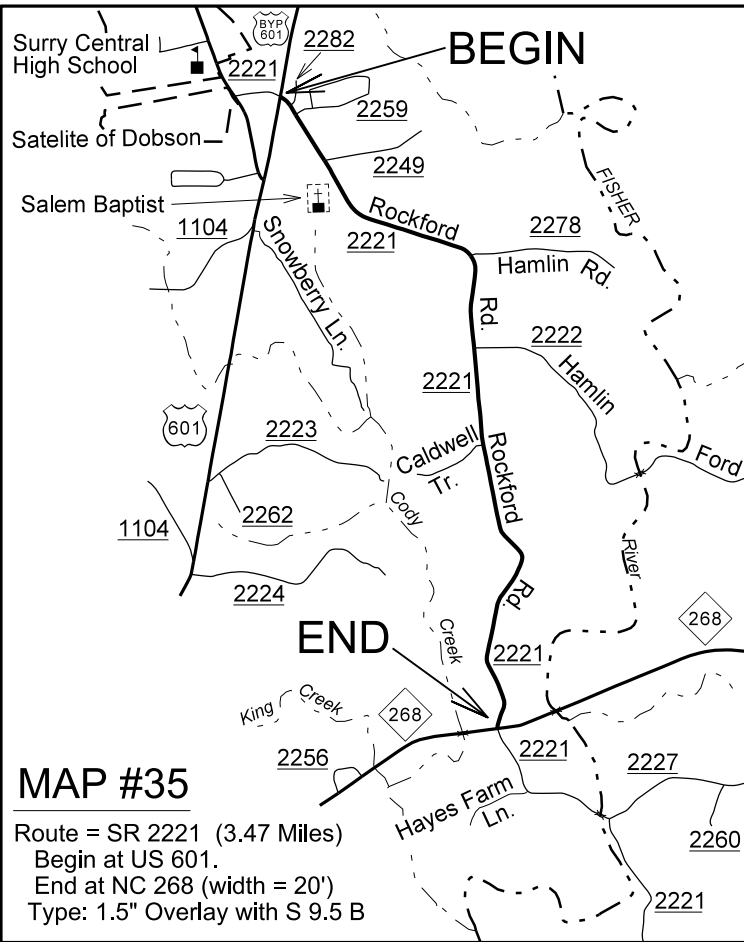 BYP
601
2282
BEGIN
Surry Central
High School
2221
2259
Satelite of Dobson
2249
FISHER
Salem Baptist
Rockford
2221
2278
1104
Hamlin Rd.
Snowberry Ln.
Rd.
2222
Hamlin
2221
601
2223
Caldwell
Tr.
Rockford
Ford
Cody
2262
1104
River
2224
Rd.
268
END
Creek
2221
King Creek
268
2221
2227
2256
Hayes Farm
Ln.
2260
2221
MAP #35
Route = SR 2221 (3.47 Miles)
Begin at US 601.
End at NC 268 (width = 20')
Type: 1.5" Overlay with S 9.5 B